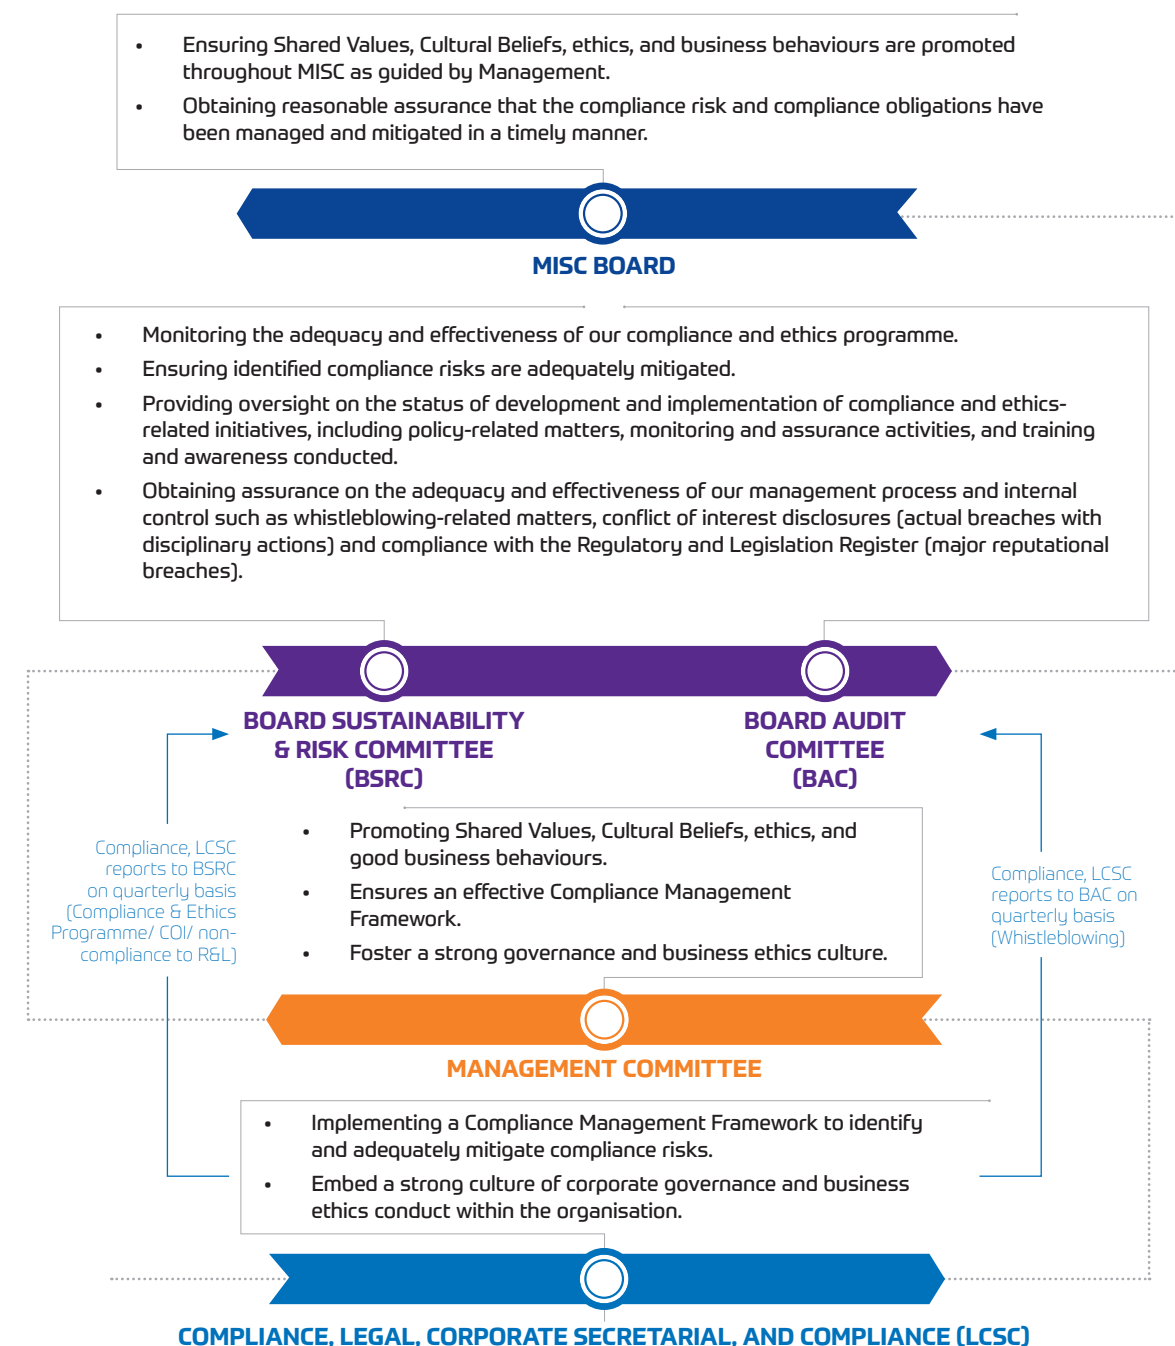 • Ensuring Shared Values, Cultural Beliefs, ethics, and business behaviours are promoted
throughout MISC as guided by Management.
• Obtaining reasonable assurance that the compliance risk and compliance obligations have
been managed and mitigated in a timely manner.
MISC BOARD
• Monitoring the adequacy and effectiveness of our compliance and ethics programme.
• Ensuring identified compliance risks are adequately mitigated.
• Providing oversight on the status of development and implementation of compliance and ethics-
related initiatives, including policy-related matters, monitoring and assurance activities, and training
and awareness conducted.
• Obtaining assurance on the adequacy and effectiveness of our management process and internal
control such as whistleblowing-related matters, conflict of interest disclosures (actual breaches with
disciplinary actions) and compliance with the Regulatory and Legislation Register (major reputational
breaches).
BOARD SUSTAINABILITY
& RISK COMMITTEE
(BSRC)
BOARD AUDIT
COMITTEE
(BAC)
Compliance, LCSC
reports to BSRC
on quarterly basis
(Compliance & Ethics
Programme/ COI/ non-
compliance to R&L)
• Promoting Shared Values, Cultural Beliefs, ethics, and
good business behaviours.
• Ensures an effective Compliance Management
Framework.
• Foster a strong governance and business ethics culture.
Compliance, LCSC
reports to BAC on
quarterly basis
(Whistleblowing)
MANAGEMENT COMMITTEE
• Implementing a Compliance Management Framework to identify
and adequately mitigate compliance risks.
• Embed a strong culture of corporate governance and business
ethics conduct within the organisation.
COMPLIANCE, LEGAL, CORPORATE SECRETARIAL, AND COMPLIANCE (LCSC)